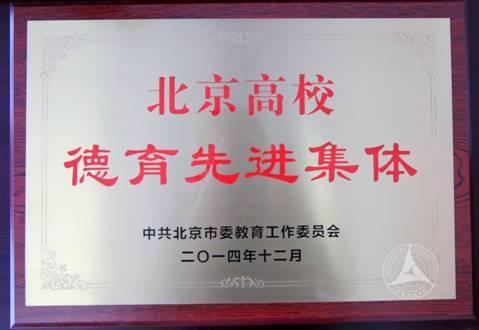 北京高校
德育先进集体
中共北京市委教育工作委员会
二〇一四年十二月